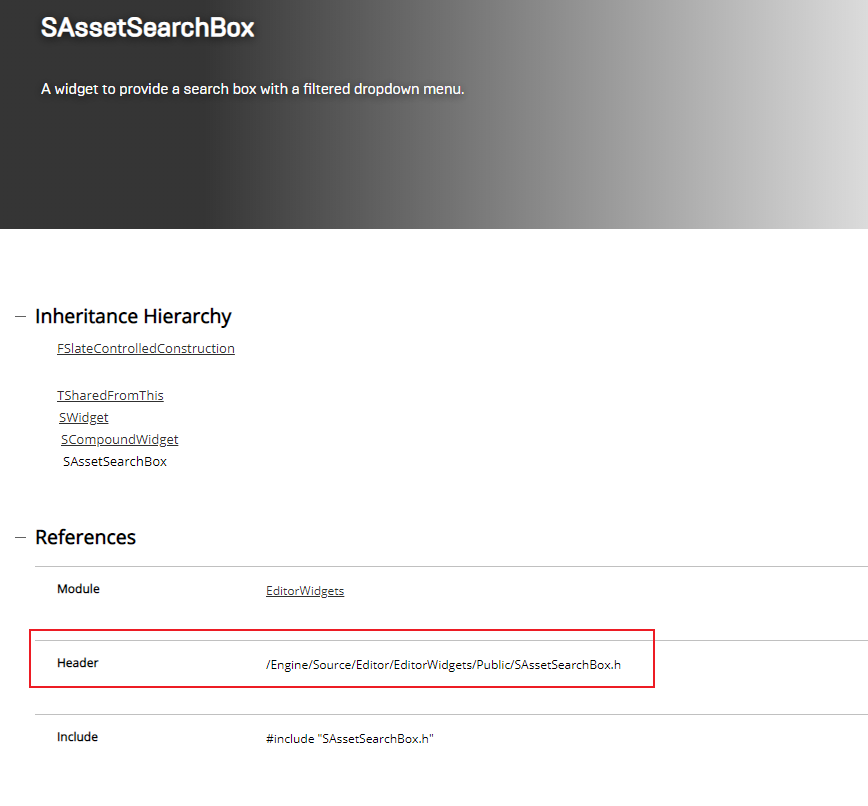 SAssetSearchBox
A widget to provide a search box with a filtered dropdown menu.
Inheritance Hierarchy
FSlateControlledConstruction
TSharedFromThis
SWidget
SCompoundWidget
SAssetSearchBox
References
Module EditorWidgets
Header /Engine/Source/Editor/EditorWidgets/Public/SAssetSearchBox.h
Include #include "SAssetSearchBox.h"